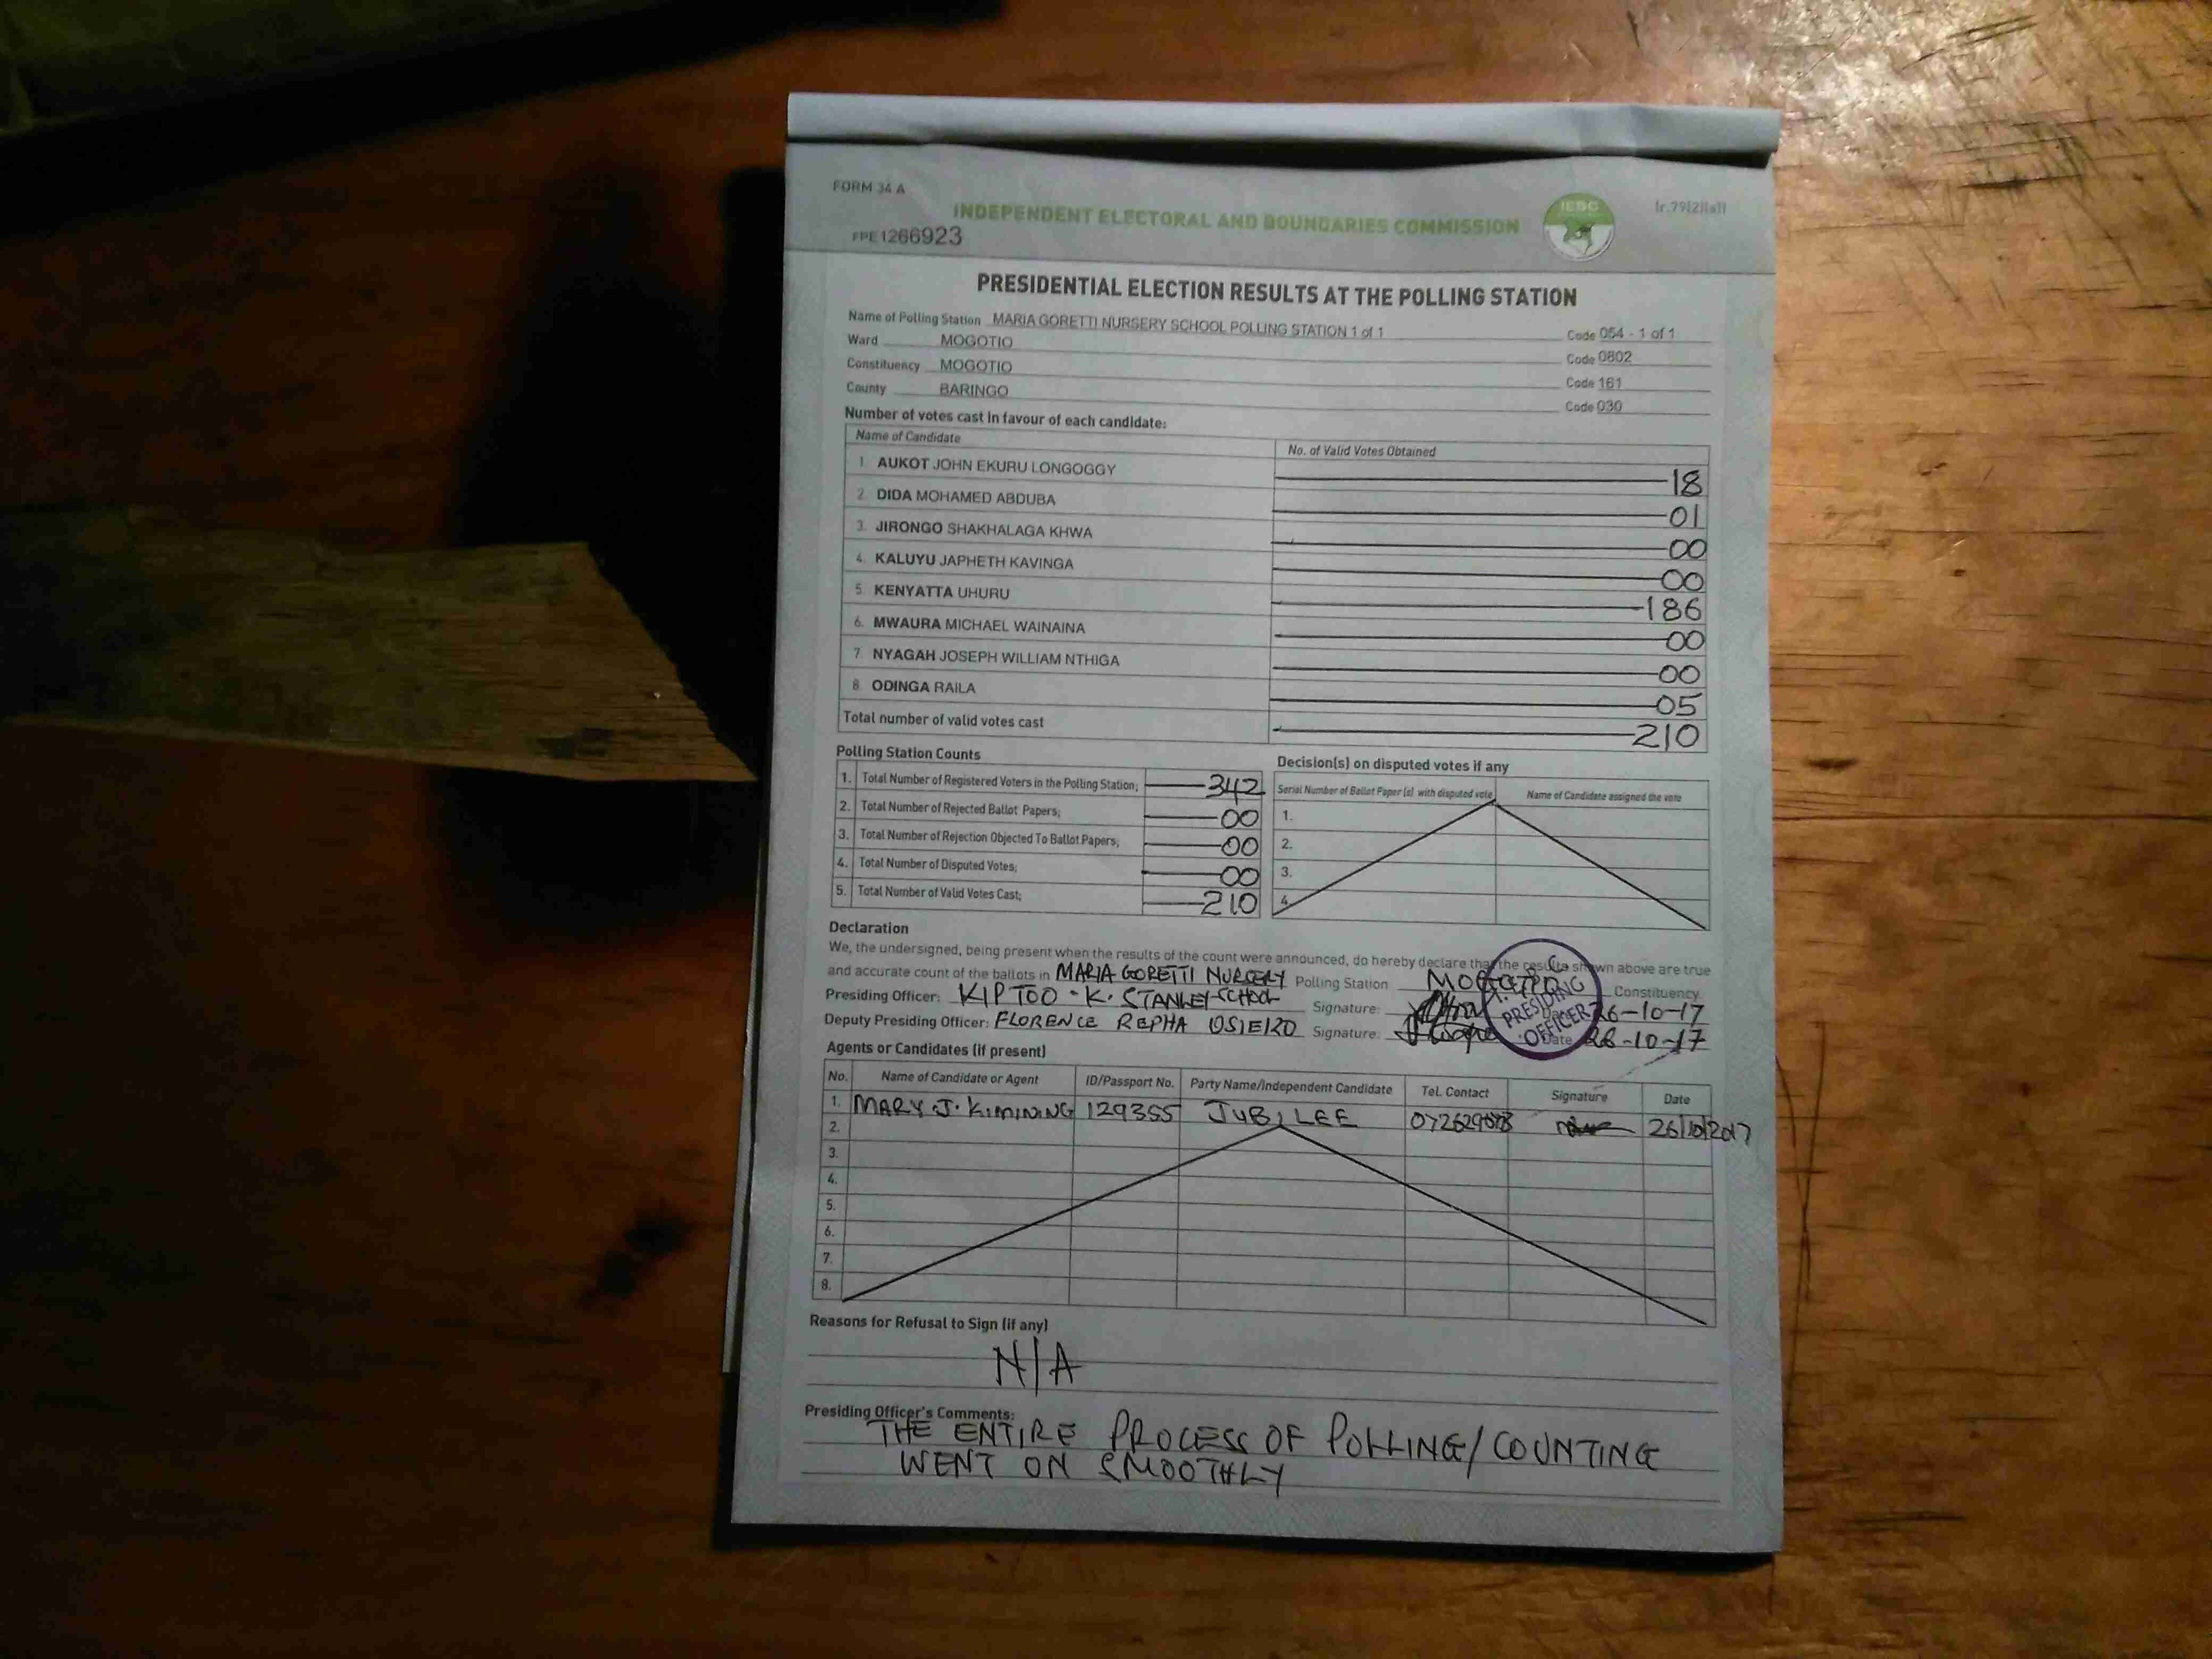 FORM 34 A
INDEPENDENT ELECTORAL AND BOUNDARIES COMMISSION
IEBC
(r.79(2)(a))
FPE1266923
PRESIDENTIAL ELECTION RESULTS AT THE POLLING STATION
Name of Polling Station MARIA GORETTI NURSERY SCHOOL POLLING STATION 1 of 1 Code 054 - 1 of 1
Ward MOGOTIO Code 0802
Constituency MOGOTIO Code 161
County BARINGO Code 030
Number of votes cast in favour of each candidate:
Name of Candidate No. of Valid Votes Obtained
1 AUKOT JOHN EKURU LONGOGGY 18
2. DIDA MOHAMED ABDUBA 01
3. JIRONGO SHAKHALAGA KHWA 00
4. KALUYU JAPHETH KAVINGA 00
5. KENYATTA UHURU 186
6. MWAURA MICHAEL WAINAINA 00
7. NYAGAH JOSEPH WILLIAM NTHIGA 00
8. ODINGA RAILA 05
Total number of valid votes cast 210
Polling Station Counts
1. Total Number of Registered Voters in the Polling Station; 342
2. Total Number of Rejected Ballot Papers; 00
3. Total Number of Rejection Objected To Ballot Papers; 00
4. Total Number of Disputed Votes; 00
5. Total Number of Valid Votes Cast; 210
Decision(s) on disputed votes if any
Serial Number of Ballot Paper (s) with disputed vote Name of Candidate assigned the vote
1.
2.
3.
4.
Declaration
We, the undersigned, being present when the results of the count were announced, do hereby declare that the results shown above are true
and accurate count of the ballots in MARIA GORETTI NURSERY Polling Station MOGOTIO Constituency
Presiding Officer: KIPTOO - K. STANLEY SCHOOL Signature: Date 26-10-17
Deputy Presiding Officer: FLORENCE REPHA OSIERO Signature: Date 26-10-17
PRESIDING
OFFICER
Agents or Candidates (if present)
No. Name of Candidate or Agent ID/Passport No. Party Name/Independent Candidate Tel. Contact Signature Date
1. MARY J. KIMINING 129355 JUBILEE 26/10/2017
2.
3.
4.
5.
6.
7.
8.
Reasons for Refusal to Sign (if any)
N/A
Presiding Officer's Comments:
THE ENTIRE PROCESS OF POLLING/COUNTING
WENT ON SMOOTHLY